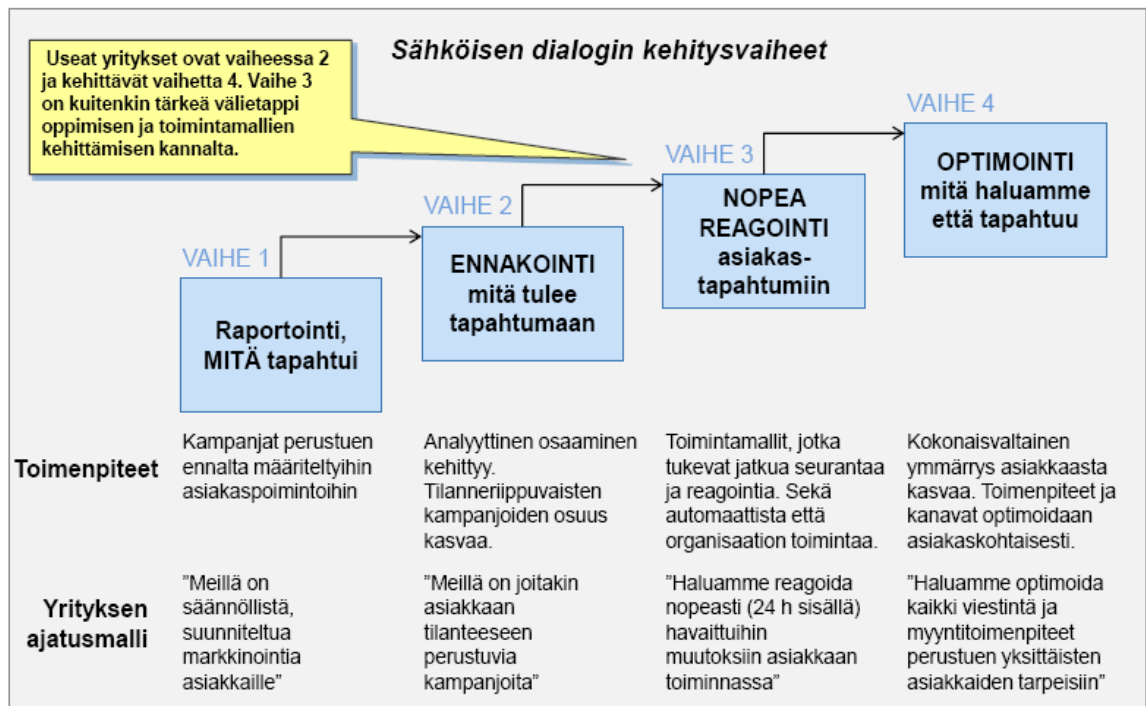 Sähköisen dialogin kehitysvaiheet
Useat yritykset ovat vaiheessa 2
ja kehittävät vaihetta 4. Vaihe 3
on kuitenkin tärkeä välietappi
oppimisen ja toimintamallien
kehittämisen kannalta.
VAIHE 1
Raportointi,
MITÄ tapahtui
VAIHE 2
ENNAKOINTI
mitä tulee
tapahtumaan
VAIHE 3
NOPEA
REAGOINTI
asiakas-
tapahtumiin
VAIHE 4
OPTIMOINTI
mitä haluamme
että tapahtuu
Toimenpiteet
Kampanjat perustuen
ennalta määriteltyihin
asiakaspoimintoihin
Analyyttinen osaaminen
kehittyy.
Tilanneriippuvaisten
kampanjoiden osuus
kasvaa.
Toimintamallit, jotka
tukevat jatkua seurantaa
ja reagointia. Sekä
automaattista että
organisaation toimintaa.
Kokonaisvaltainen
ymmärrys asiakkaasta
kasvaa. Toimenpiteet ja
kanavat optimoidaan
asiakaskohtaisesti.
Yrityksen
ajatusmalli
”Meillä on
säännöllistä,
suunniteltua
markkinointia
asiakkaille”
”Meillä on joitakin
asiakkaan
tilanteeseen
perustuvia
kampanjoita”
”Haluamme reagoida
nopeasti (24 h sisällä)
havaittuihin
muutoksiin asiakkaan
toiminnassa”
”Haluamme optimoida
kaikki viestintä ja
myyntitoimenpiteet
perustuen yksittäisten
asiakkaiden tarpeisiin”